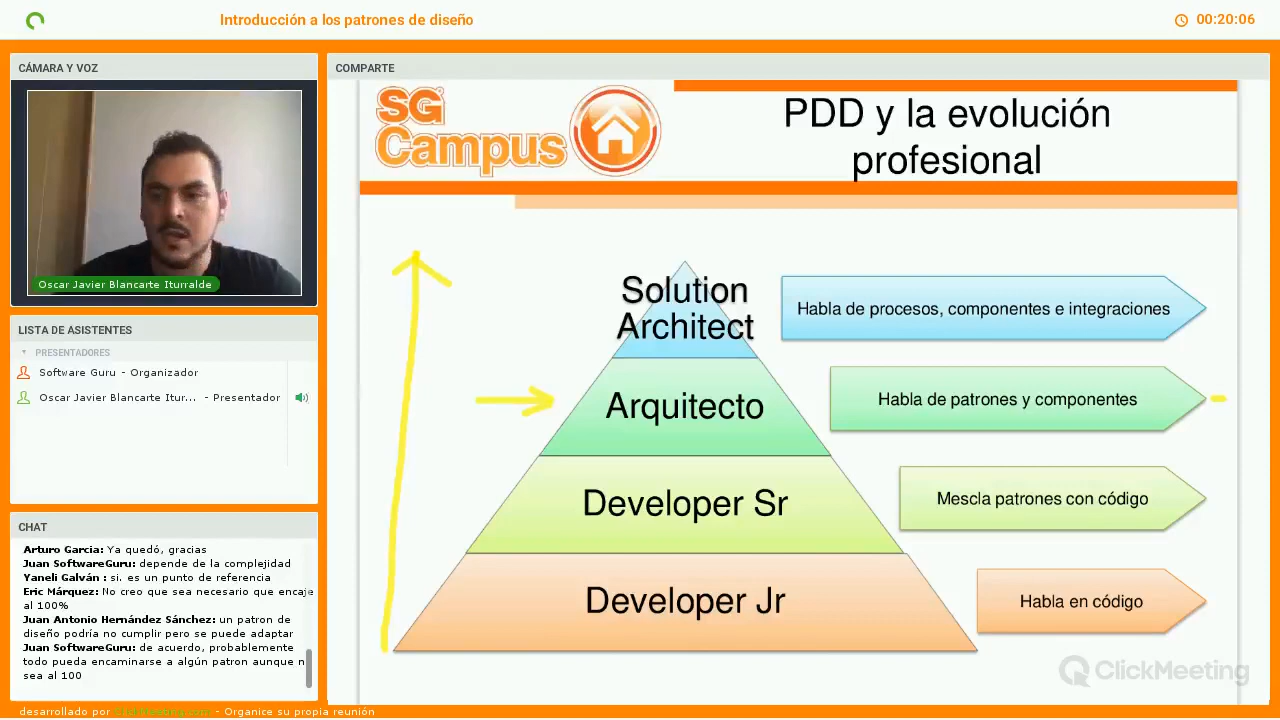 Introducción a los patrones de diseño
00:20:06
CÁMARA Y VOZ
Oscar Javier Blancarte Iturralde
LISTA DE ASISTENTES
PRESENTADORES
Software Guru - Organizador
Oscar Javier Blancarte Itur... - Presentador
CHAT
Arturo Garcia: Ya quedó, gracias
Juan SoftwareGuru: depende de la complejidad
Yaneli Galván : si. es un punto de referencia
Eric Márquez: No creo que sea necesario que encaje
al 100%
Juan Antonio Hernández Sánchez: un patron de
diseño podría no cumplir pero se puede adaptar
Juan SoftwareGuru: de acuerdo, probablemente
todo pueda encaminarse a algún patron aunque n
sea al 100
COMPARTE
SG
Campus
PDD y la evolución
profesional
Solution
Architect
Habla de procesos, componentes e integraciones
Arquitecto
Habla de patrones y componentes
Developer Sr
Mescla patrones con código
Developer Jr
Habla en código
ClickMeeting
desarrollado por ClickMeeting.com - Organice su propia reunión